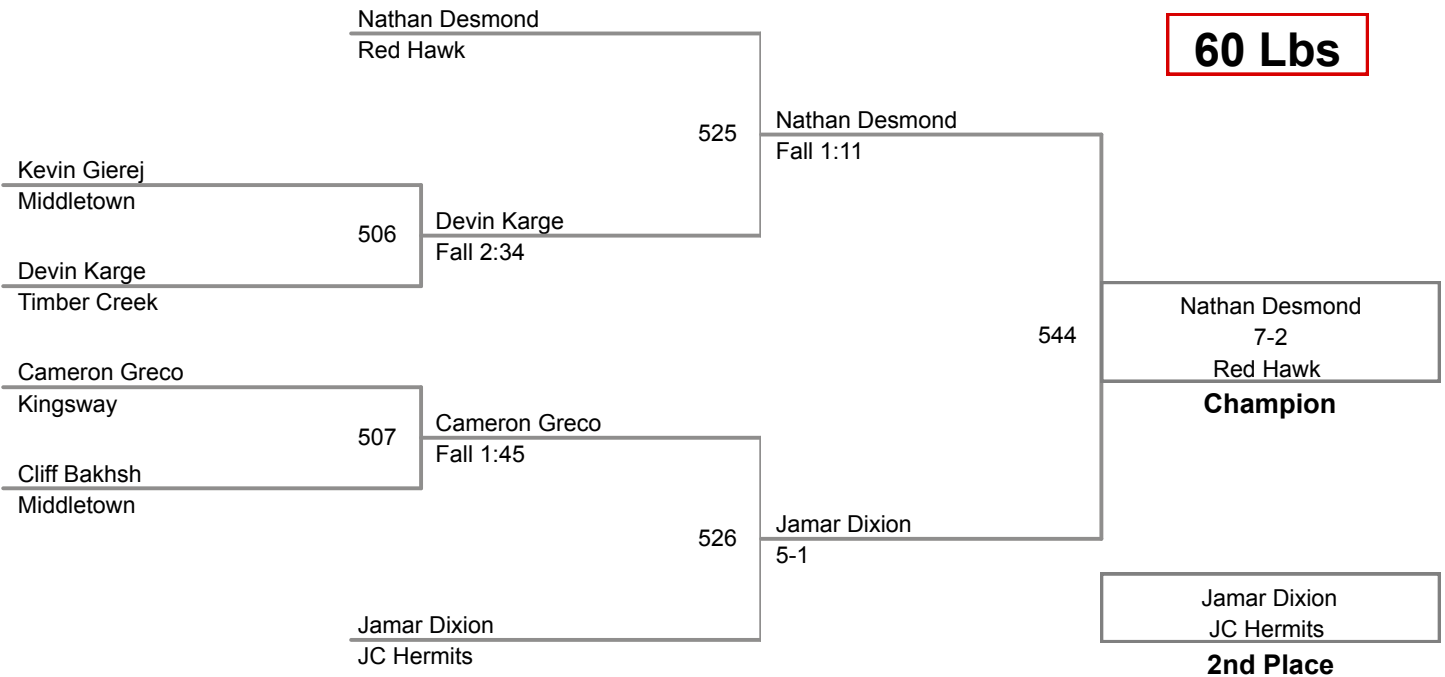 Nathan Desmond
Red Hawk
60 Lbs
525
Nathan Desmond
Fall 1:11
Kevin Gierej
Middletown
506
Devin Karge
Fall 2:34
Devin Karge
Timber Creek
544
Nathan Desmond
7-2
Red Hawk
Champion
Cameron Greco
Kingsway
507
Cameron Greco
Fall 1:45
Cliff Bakhsh
Middletown
526
Jamar Dixion
5-1
Jamar Dixion
JC Hermits
Jamar Dixion
JC Hermits
2nd Place